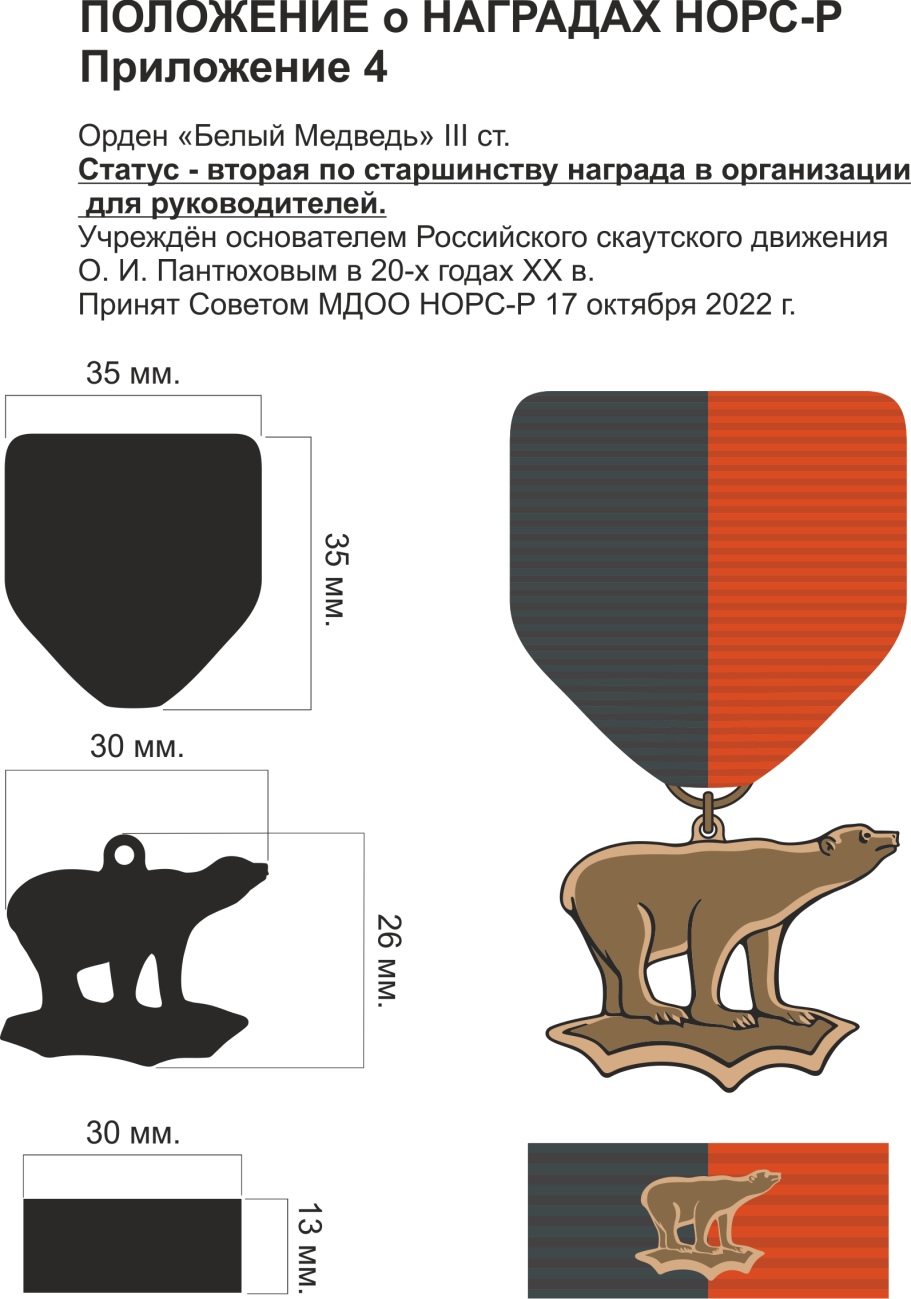 ПОЛОЖЕНИЕ о НАГРАДАХ НОРС-Р
Приложение 4
Орден «Белый Медведь» III ст.
Статус - вторая по старшинству награда в организации
для руководителей.
Учреждён основателем Российского скаутского движения
О. И. Пантюховым в 20-х годах XX в.
Принят Советом МДОО НОРС-Р 17 октября 2022 г.
35 мм.
35 мм.
30 мм.
26 мм.
30 мм.
13 мм.